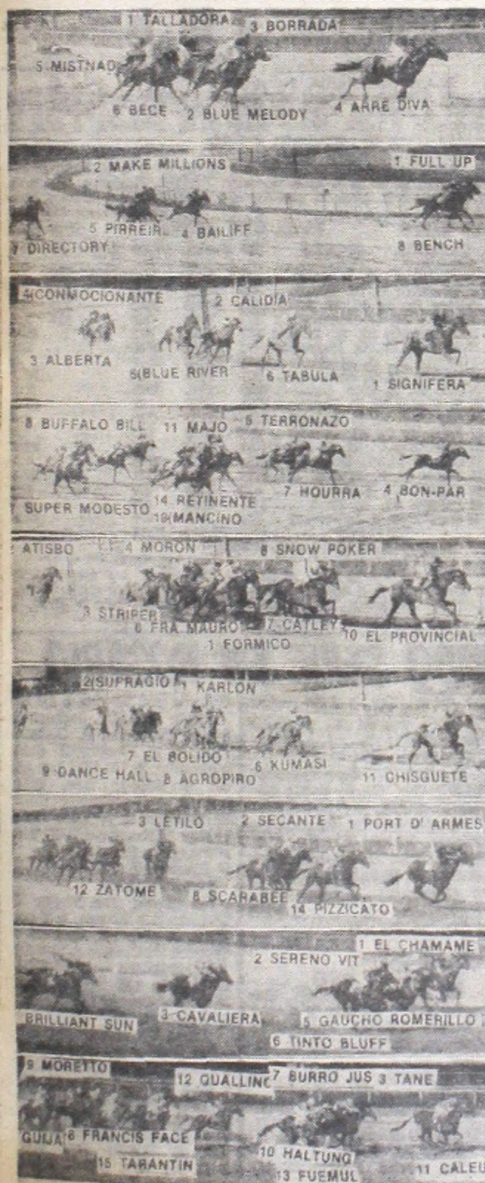 1 TALLADORA 3 BORRADA
5 MISTNAD
6 BECE 2 BLUE MELODY 4 ARRE DIVA
2 MAKE MILLIONS 1 FULL UP
5 PIRREIR 4 BAILIFF
7 DIRECTORY 8 BENCH
4(CONMOCIONANTE 2 CALIDIA
3 ALBERTA 5(BLUE RIVER 6 TABULA 1 SIGNIFERA
8 BUFFALO BILL 11 MAJO 5 TERRONAZO
SUPER MODESTO 14 RETINENTE 7 HOURRA 4 BON-PAR
10(MANCINO
2 ATISBO 4 MORON 8 SNOW POKER
3 STRIPER 6 FRA MAURO 7 CATLEY 10 EL PROVINCIAL
1 FORMICO
2(SUFRAGIO 1 KARLON
7 EL BOLIDO 6 KUMASI
9 DANCE HALL 8 AGROPIRO 11 CHISGUETE
3 LETILO 2 SECANTE 1 PORT D' ARMES
12 ZATOME 8 SCARABEE 14 PIZZICATO
1 EL CHAMAME
2 SERENO VIT
BRILLIANT SUN 3 CAVALIERA 5 GAUCHO ROMERILLO
6 TINTO BLUFF
9 MORETTO 12 QUALLINC 7 BURRO JUS 3 TANE
GUIJA 8 FRANCIS FACE
15 TARANTIN 10 HALTUNG 11 CALEU
13 FUEMUL